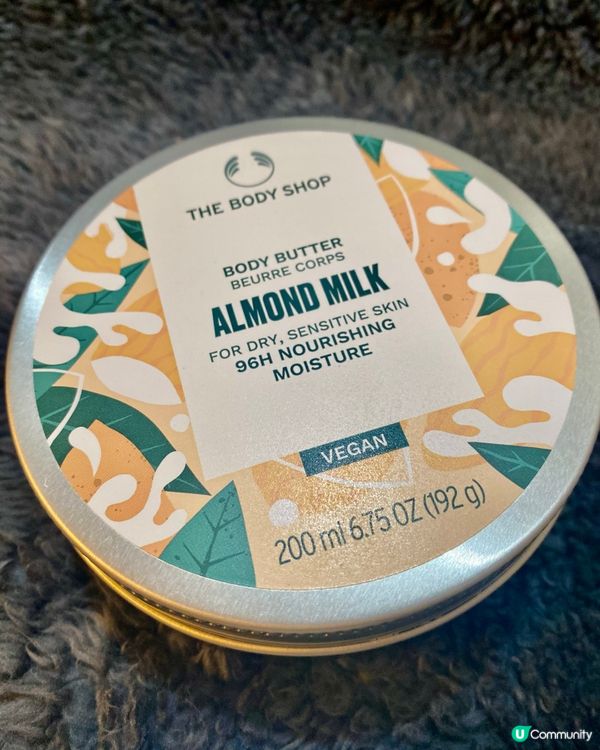 THE BODY SHOP
BODY BUTTER
BEURRE CORPS
ALMOND MILK
FOR DRY, SENSITIVE SKIN
96H NOURISHING
MOISTURE
VEGAN
200 ml 6.75 OZ (192 g)
U Community